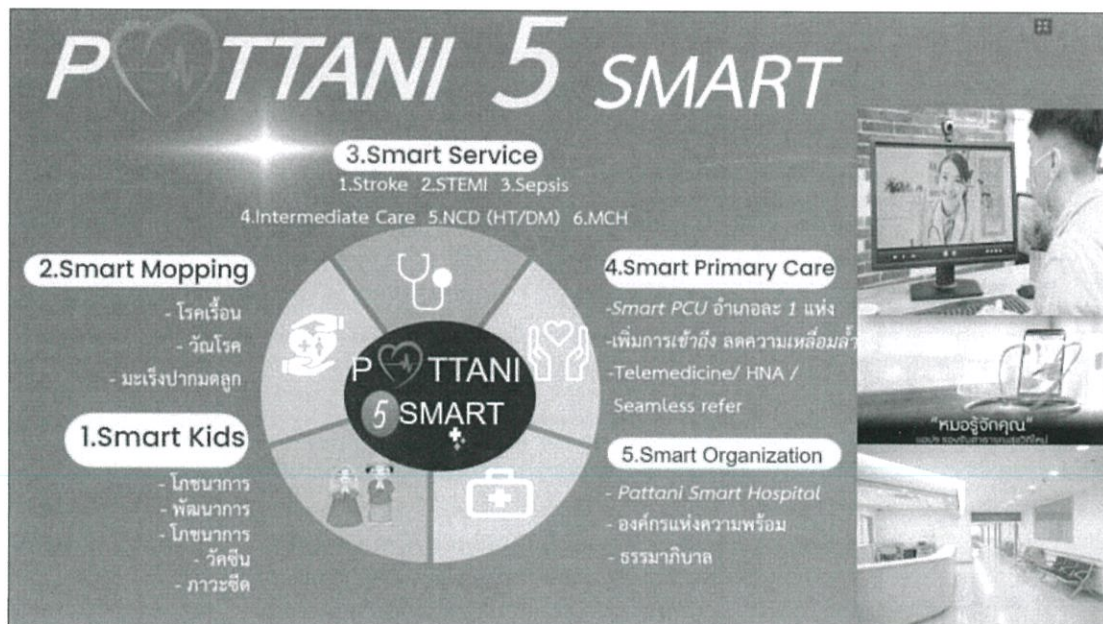 P TTANI 5 SMART
3.Smart Service
1.Stroke 2.STEMI 3.Sepsis
4.Intermediate Care 5.NCD (HT/DM) 6.MCH
2.Smart Mopping
- โรคเรื้อน
- วัณโรค
- มะเร็งปากมดลูก
1.Smart Kids
- โภชนาการ
- พัฒนาการ
- โภชนาการ
- วัคซีน
- ภาวะซีด
P TTANI
5 SMART
4.Smart Primary Care
-Smart PCU อำเภอละ 1 แห่ง
-เพิ่มการเข้าถึง ลดความเหลื่อมล้ำ
-Telemedicine/ HNA /
Seamless refer
5.Smart Organization
- Pattani Smart Hospital
- องค์กรแห่งความพร้อม
- ธรรมาภิบาล
"หมอรู้จักคุณ"